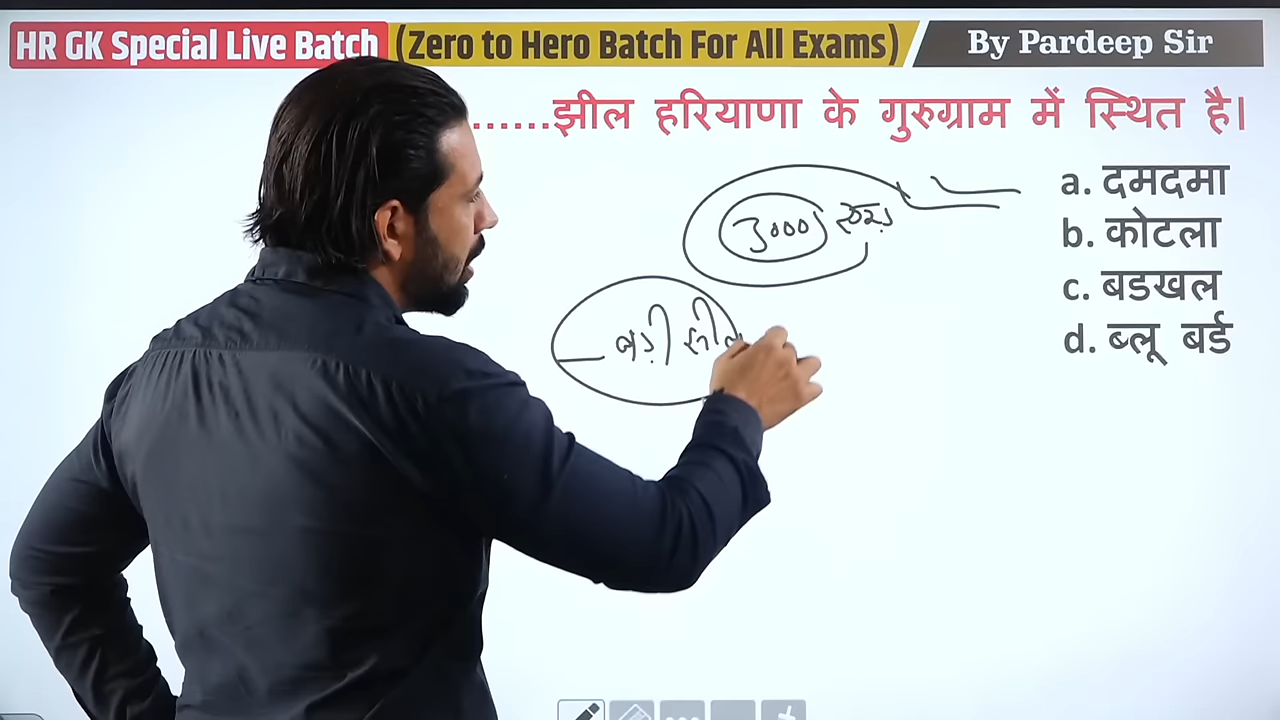 HR GK Special Live Batch (Zero to Hero Batch For All Exams) By Pardeep Sir
......झील हरियाणा के गुरुग्राम में स्थित है।
a. दमदमा
b. कोटला
c. बडखल
d. ब्लू बर्ड
3000
बड़ी झील